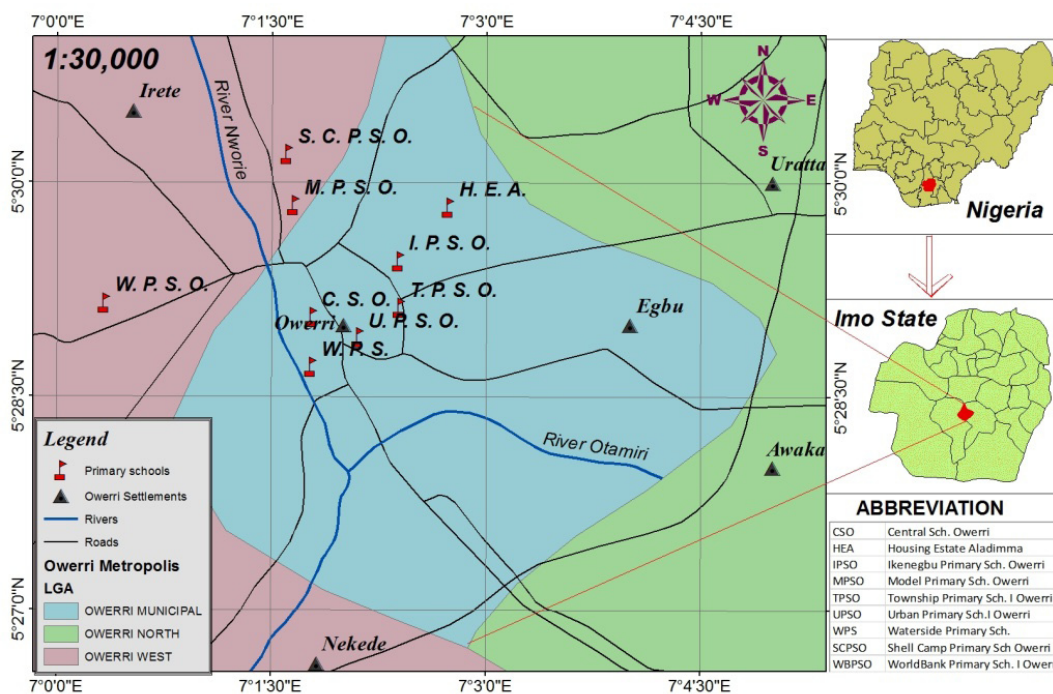 7°0'0"E
7°1'30"E
7°3'0"E
7°4'30"E
1:30,000
Irete
River Nworie
S. C. P. S. O.
M. P. S. O.
H. E. A.
I. P. S. O.
W. P. S. O.
C. S. O.
T. P. S. O.
Owerri
U. P. S. O.
W. P. S.
Egbu
Uratta
River Otamiri
Awaka
Nekede
N
W
E
S
5°30'0"N
5°28'30"N
5°27'0"N
5°30'0"N
5°28'30"N
5°27'0"N
Legend
Primary schools
Owerri Settlements
Rivers
Roads
Owerri Metropolis
LGA
OWERRI MUNICIPAL
OWERRI NORTH
OWERRI WEST
7°0'0"E
7°1'30"E
7°3'0"E
7°4'30"E
Nigeria
Imo State
ABBREVIATION
CSO Central Sch. Owerri
HEA Housing Estate Aladimma
IPSO Ikenegbu Primary Sch. Owerri
MPSO Model Primary Sch. Owerri
TPSO Township Primary Sch. I Owerri
UPSO Urban Primary Sch.I Owerri
WPS Waterside Primary Sch.
SCPSO Shell Camp Primary Sch Owerri
WBPSO WorldBank Primary Sch. I Owerri